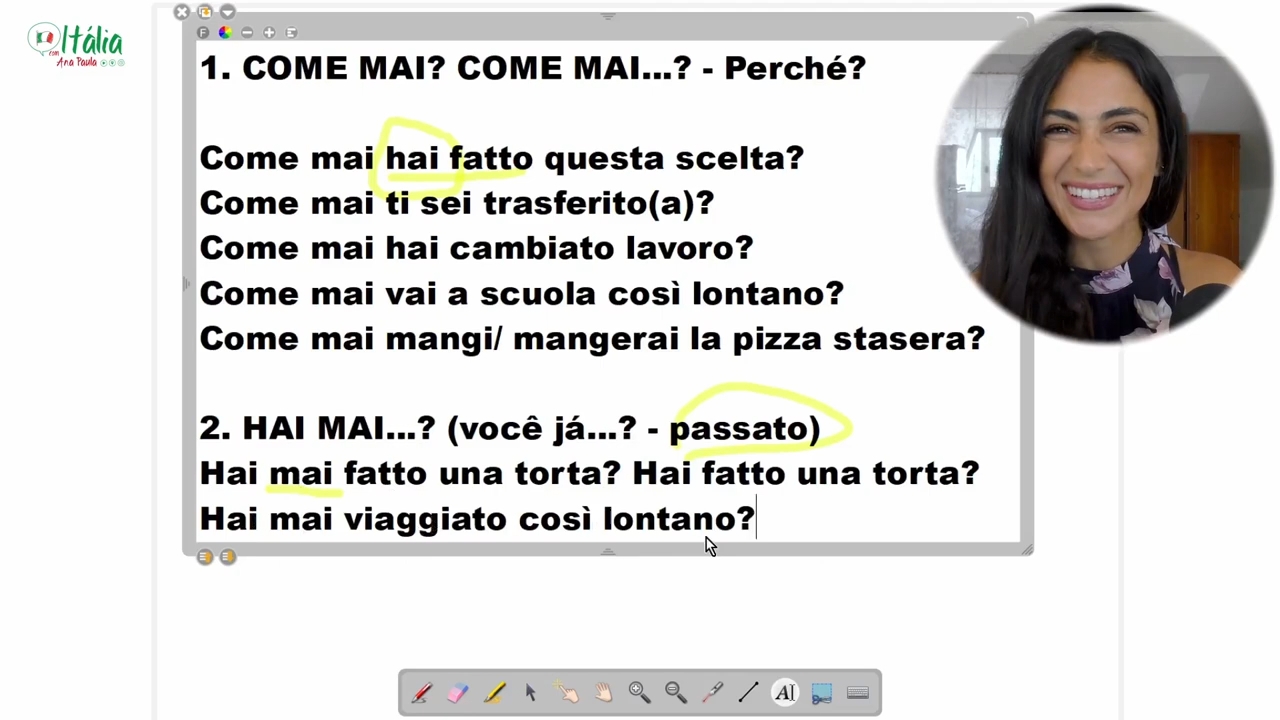 Itália
com
Ana Paula
1. COME MAI? COME MAI...? - Perché?
Come mai hai fatto questa scelta?
Come mai ti sei trasferito(a)?
Come mai hai cambiato lavoro?
Come mai vai a scuola così lontano?
Come mai mangi/ mangerai la pizza stasera?
2. HAI MAI...? (você já...? - passato)
Hai mai fatto una torta? Hai fatto una torta?
Hai mai viaggiato così lontano?